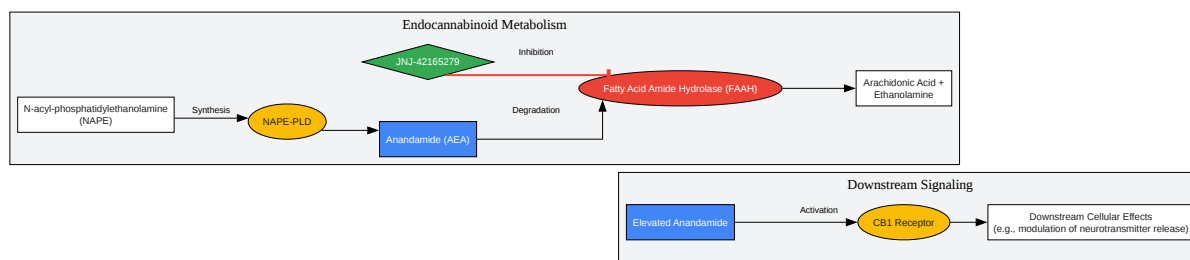 Endocannabinoid Metabolism
JNJ-42165279
Inhibition
Fatty Acid Amide Hydrolase (FAAH)
Arachidonic Acid +
Ethanolamine
N-acyl-phosphatidylethanolamine
(NAPE)
Synthesis
NAPE-PLD
Degradation
Anandamide (AEA)
Downstream Signaling
Elevated Anandamide
Activation
CB1 Receptor
Downstream Cellular Effects
(e.g., modulation of neurotransmitter release)